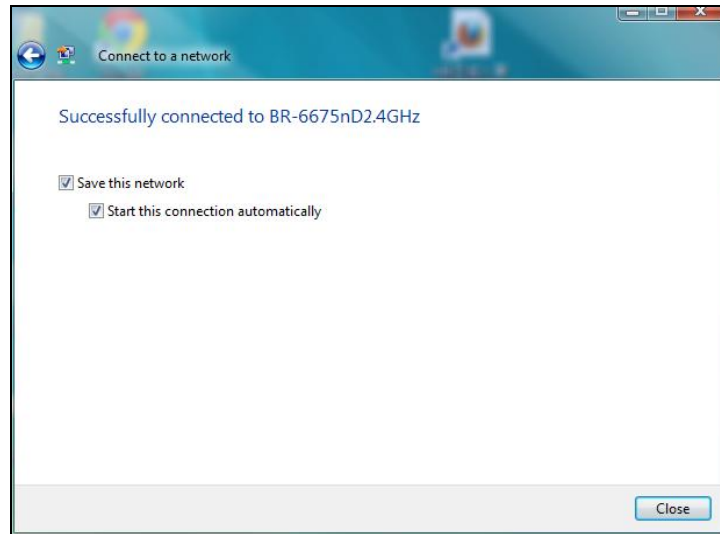 Connect to a network
Successfully connected to BR-6675nD2.4GHz
Save this network
Start this connection automatically
Close